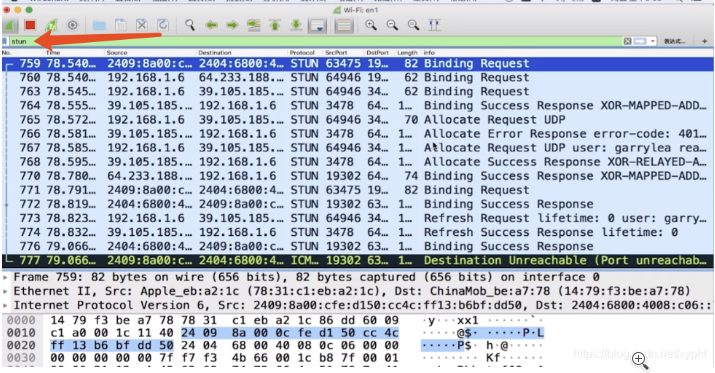 Wi-Fi: en1
stun
表达式…
No. Time Source Destination Protocol SrcPort DstPort Length info
759 78.540… 2409:8a00:c… 2404:6800:4… STUN 63475 19… 82 Binding Request
760 78.540… 192.168.1.6 64.233.188.… STUN 64946 19… 62 Binding Request
763 78.545… 192.168.1.6 39.105.185.… STUN 64946 34… 62 Binding Request
764 78.555… 39.105.185.… 192.168.1.6 STUN 3478 64… 1… Binding Success Response XOR-MAPPED-ADD…
765 78.572… 192.168.1.6 39.105.185.… STUN 64946 34… 70 Allocate Request UDP
766 78.581… 39.105.185.… 192.168.1.6 STUN 3478 64… 1… Allocate Error Response error-code: 401…
767 78.585… 192.168.1.6 39.105.185.… STUN 64946 34… 1… Allocate Request UDP user: garrylea rea…
768 78.595… 39.105.185.… 192.168.1.6 STUN 3478 64… 1… Allocate Success Response XOR-RELAYED-A…
770 78.780… 64.233.188.… 192.168.1.6 STUN 19302 64… 74 Binding Success Response XOR-MAPPED-ADD…
771 78.791… 2409:8a00:c… 2404:6800:4… STUN 63475 19… 82 Binding Request
772 78.819… 2404:6800:4… 2409:8a00:c… STUN 19302 63… 1… Binding Success Response
773 78.823… 192.168.1.6 39.105.185.… STUN 64946 34… 1… Refresh Request lifetime: 0 user: garry…
774 78.832… 39.105.185.… 192.168.1.6 STUN 3478 64… 1… Refresh Success Response lifetime: 0
776 79.066… 2404:6800:4… 2409:8a00:c… STUN 19302 63… 1… Binding Success Response
777 79.066… 2409:8a00:c… 2404:6800:4… ICM… 19302 63… 1… Destination Unreachable (Port unreachab…
Frame 759: 82 bytes on wire (656 bits), 82 bytes captured (656 bits) on interface 0
Ethernet II, Src: Apple_eb:a2:1c (78:31:c1:eb:a2:1c), Dst: ChinaMob_be:a7:78 (14:79:f3:be:a7:78)
Internet Protocol Version 6, Src: 2409:8a00:cfe:d150:cc4c:ff13:b6bf:dd50, Dst: 2404:6800:4008:c06::
0000 14 79 f3 be a7 78 78 31 c1 eb a2 1c 86 dd 60 09
0010 c1 a0 00 1c 11 40 24 09 8a 00 0c fe d1 50 cc 4c
0020 ff 13 b6 bf dd 50 24 04 68 00 40 08 0c 06 00 00
0030 00 00 00 00 00 7f f7 f3 4b 66 00 1c b8 7f 00 01